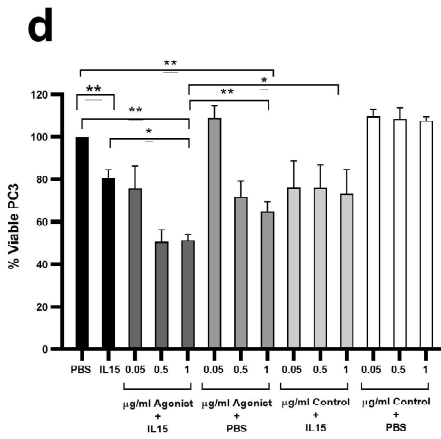 d
**
*
**
**
**
*
120
100
80
60
40
20
0
% Viable PC3
PBS IL15 0.05 0.5 1 0.05 0.5 1 0.05 0.5 1 0.05 0.5 1
µg/ml Agonist µg/ml Agonist µg/ml Control µg/ml Control
+ + + +
IL15 PBS IL15 PBS